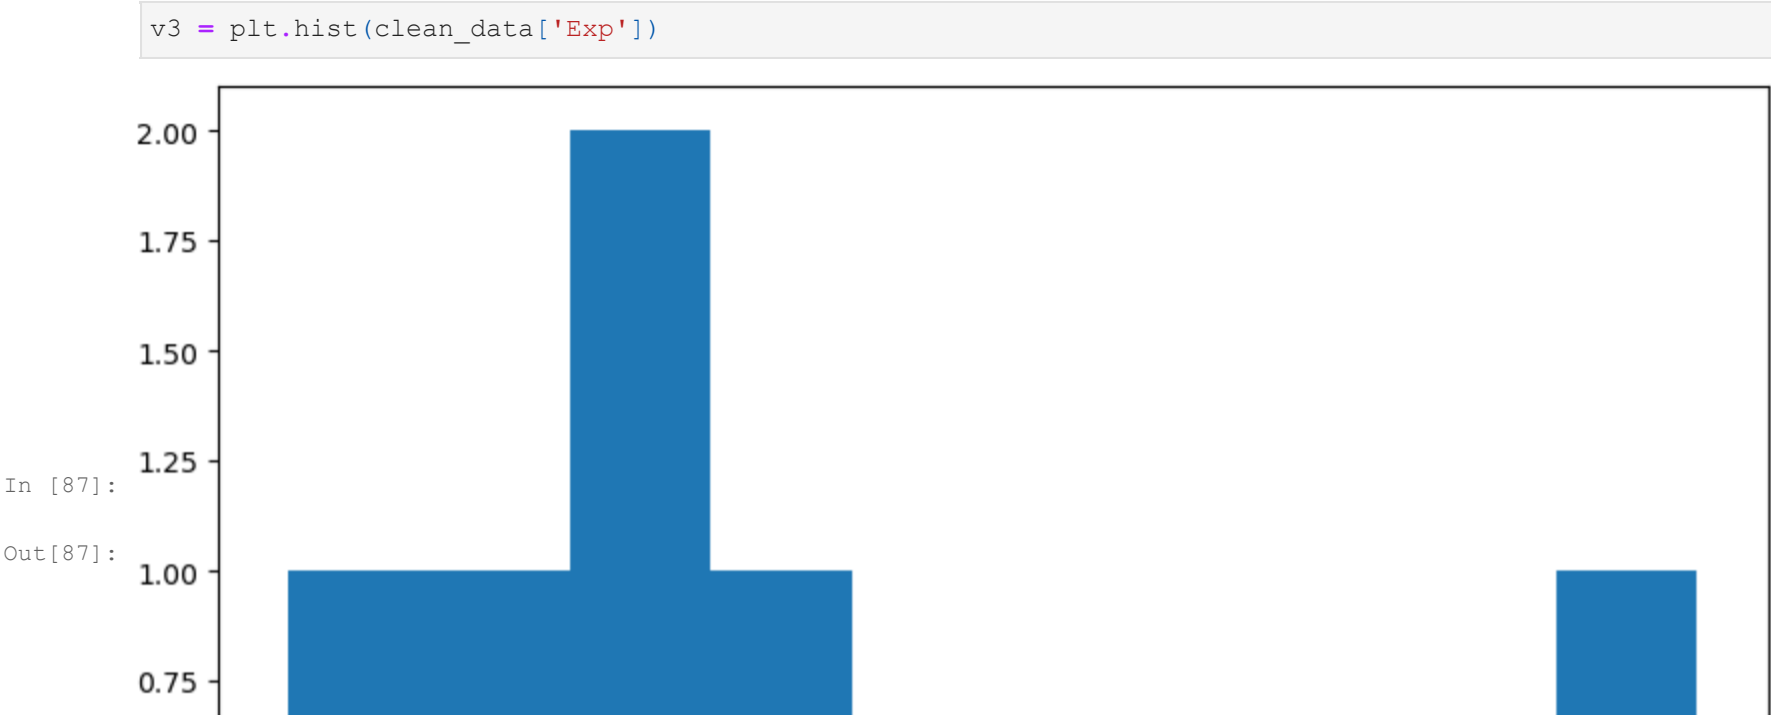 v3 = plt.hist(clean_data['Exp'])
2.00
1.75
1.50
1.25
In [87]:
Out[87]:
1.00
0.75